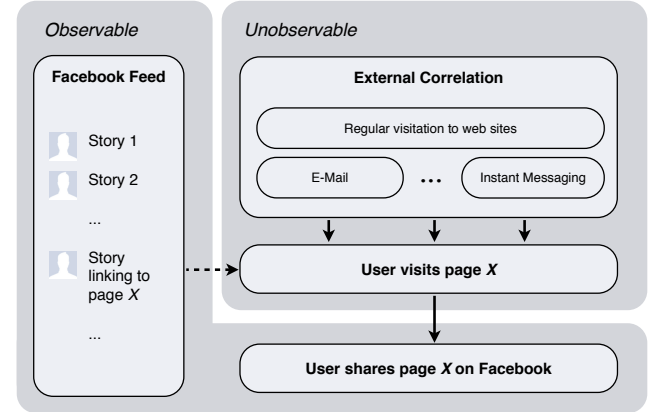 Observable
Facebook Feed
Story 1
Story 2
...
Story
linking to
page X
...
Unobservable
External Correlation
Regular visitation to web sites
E-Mail
...
Instant Messaging
User visits page X
User shares page X on Facebook